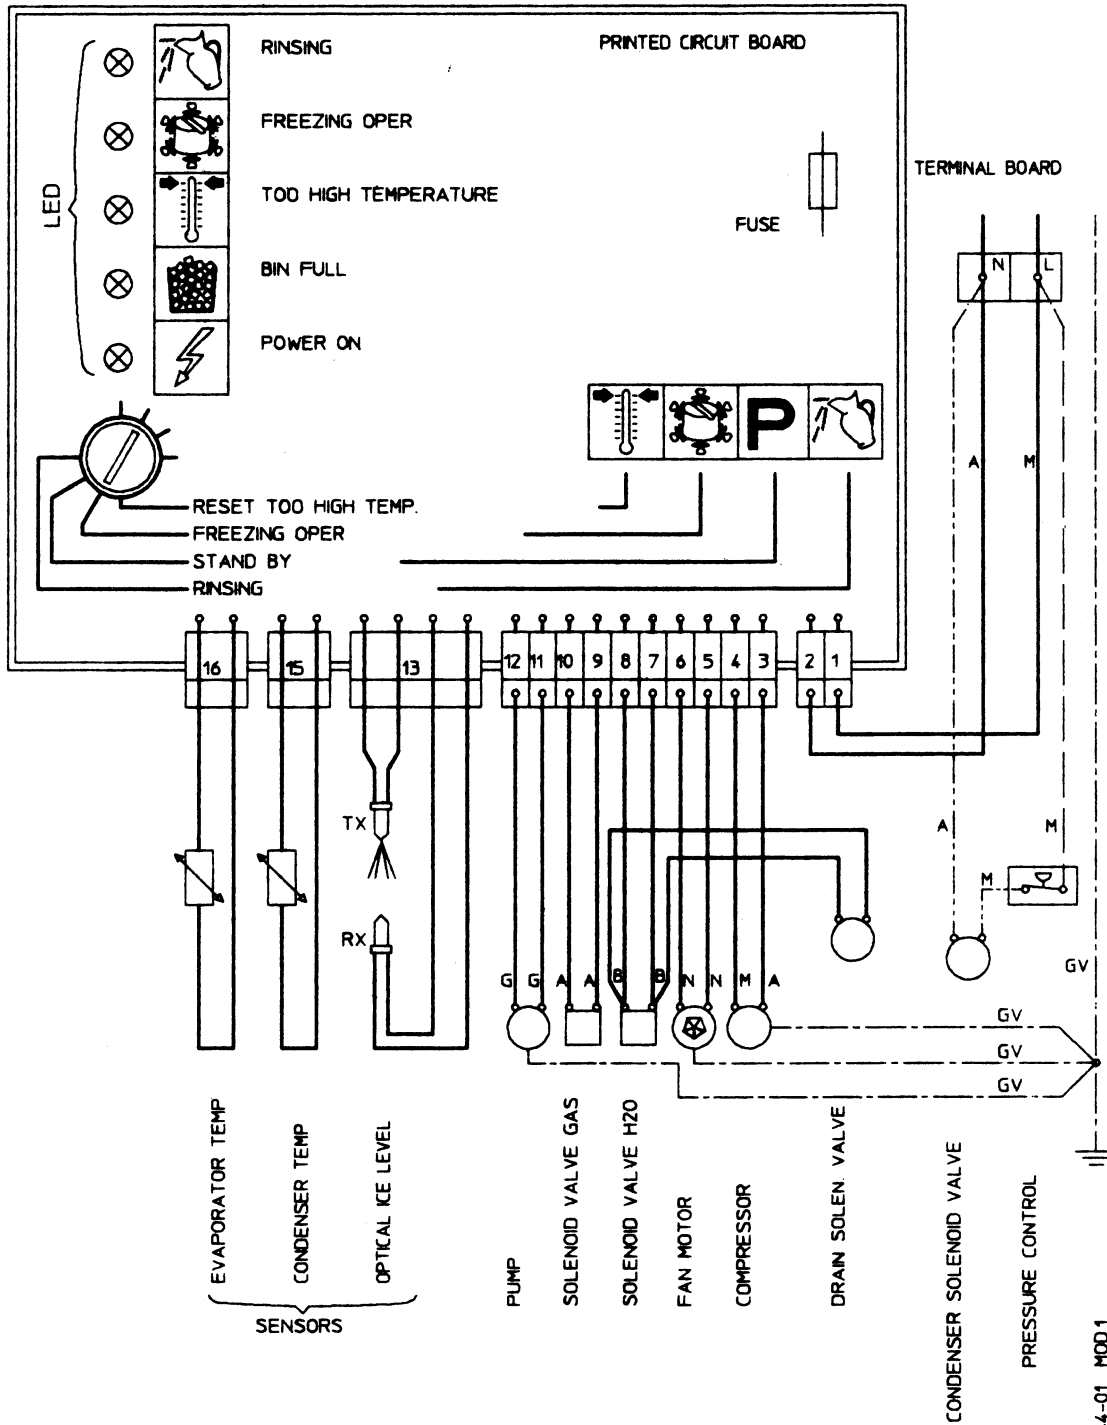 RINSING
PRINTED CIRCUIT BOARD
FREEZING OPER
TERMINAL BOARD
LED
TOO HIGH TEMPERATURE
FUSE
BIN FULL
N L
POWER ON
P
A M
RESET TOO HIGH TEMP.
FREEZING OPER
STAND BY
RINSING
16 15 13 12 11 10 9 8 7 6 5 4 3 2 1
TX
A M
M
RX
G G A A B B N N M A
GV
GV
GV
GV
EVAPORATOR TEMP
CONDENSER TEMP
OPTICAL ICE LEVEL
SENSORS
PUMP
SOLENOID VALVE GAS
SOLENOID VALVE H2O
FAN MOTOR
COMPRESSOR
DRAIN SOLEN. VALVE
CONDENSER SOLENOID VALVE
PRESSURE CONTROL
4-01 MOD1